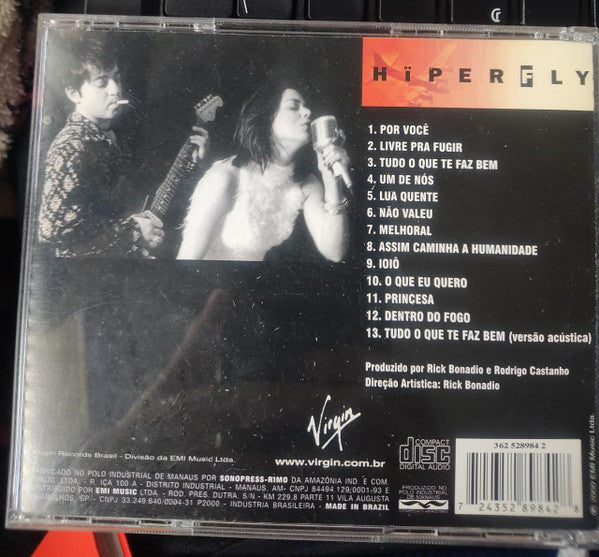 HïPERFLY
1. POR VOCÊ
2. LIVRE PRA FUGIR
3. TUDO O QUE TE FAZ BEM
4. UM DE NÓS
5. LUA QUENTE
6. NÃO VALEU
7. MELHORAL
8. ASSIM CAMINHA A HUMANIDADE
9. IOIÔ
10. O QUE EU QUERO
11. PRINCESA
12. DENTRO DO FOGO
13. TUDO O QUE TE FAZ BEM (versão acústica)
Produzido por Rick Bonadio e Rodrigo Castanho
Direção Artística: Rick Bonadio
Virgin
www.virgin.com.br
COMPACT
disc
DIGITAL AUDIO
PRODUZIDO NO
POLO INDUSTRIAL
DE MANAUS
362 528984 2
7 24352 89842 8
Virgin Records Brasil - Divisão da EMI Music Ltda.
FABRICADO NO POLO INDUSTRIAL DE MANAUS POR SONOPRESS-RIMO DA AMAZÔNIA IND. E COM
FONOG. LTDA. - R. IÇA 100 A - DISTRITO INDUSTRIAL - MANAUS. AM- CNPJ 84494 129/0001-93 E
DISTRIBUIDO POR EMI MUSIC LTDA. - ROD. PRES. DUTRA, S/N - KM 229,8 PARTE 11 VILA AUGUSTA
GUARULHOS, SP - CNPJ 33.249 640/0004-31 P2000 - INDUSTRIA BRASILEIRA - MADE IN BRAZIL
℗ 2000 EMI Music Ltda.